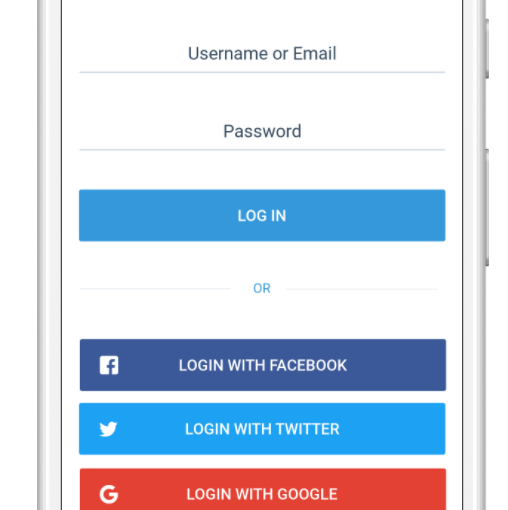 Username or Email
Password
LOG IN
OR
LOGIN WITH FACEBOOK
LOGIN WITH TWITTER
LOGIN WITH GOOGLE